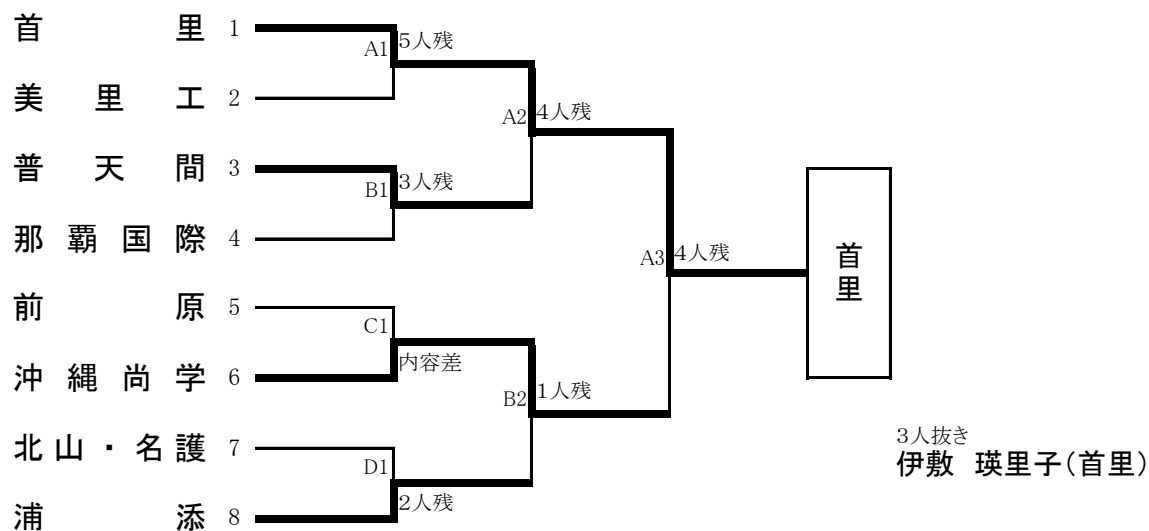 首里 1
A1 5人残
美里工 2
A2 4人残
普天間 3
B1 3人残
那覇国際 4
A3 4人残
首里
前原 5
C1
内容差
沖縄尚学 6
B2 1人残
北山・名護 7
D1
2人残
浦添 8
3人抜き
伊敷 瑛里子(首里)